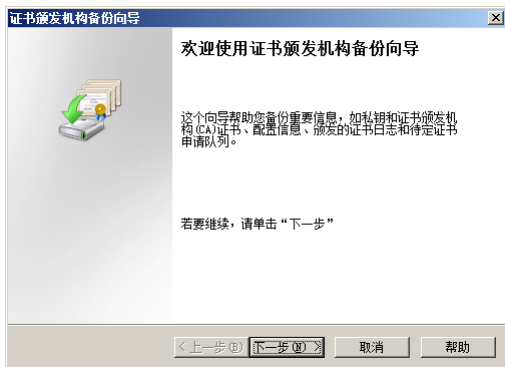 证书颁发机构备份向导
欢迎使用证书颁发机构备份向导
这个向导帮助您备份重要信息，如私钥和证书颁发机
构(CA)证书、配置信息、颁发的证书日志和待定证书
申请队列。
若要继续，请单击“下一步”
< 上一步(B) 下一步(N) > 取消 帮助